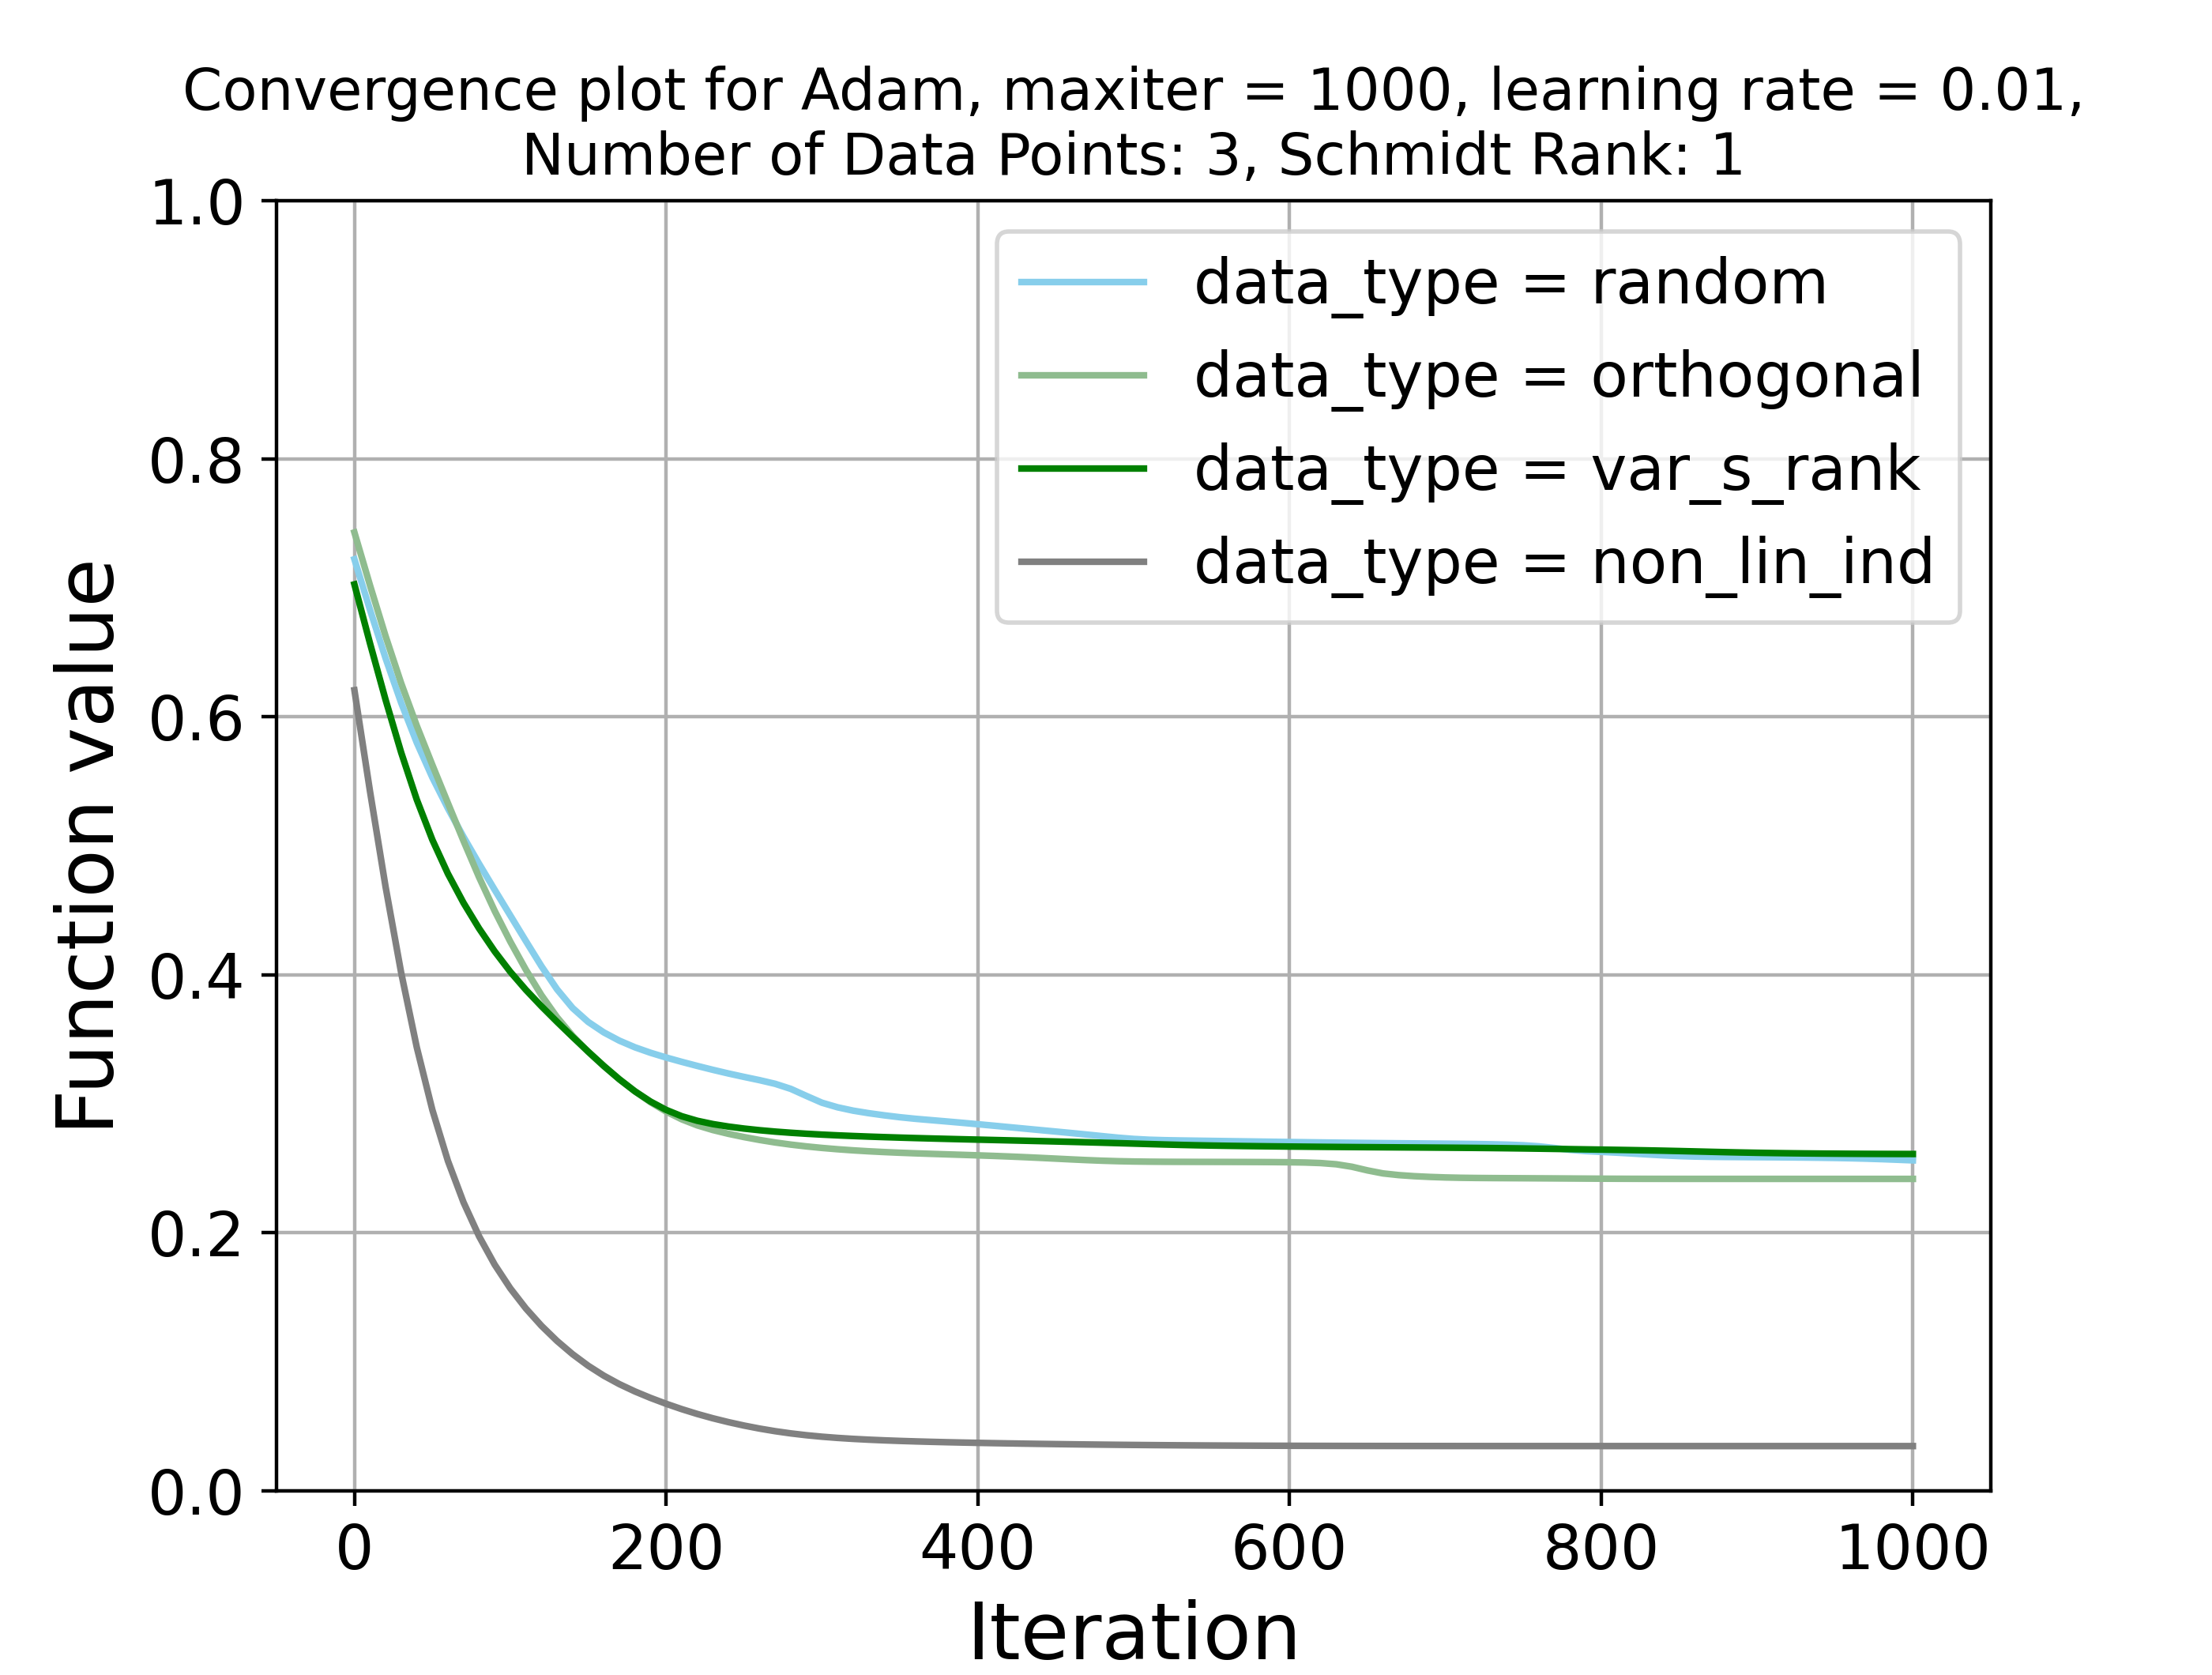 Convergence plot for Adam, maxiter = 1000, learning rate = 0.01,
Number of Data Points: 3, Schmidt Rank: 1
1.0
0.8
0.6
0.4
0.2
0.0
Function value
data_type = random
data_type = orthogonal
data_type = var_s_rank
data_type = non_lin_ind
0 200 400 600 800 1000
Iteration